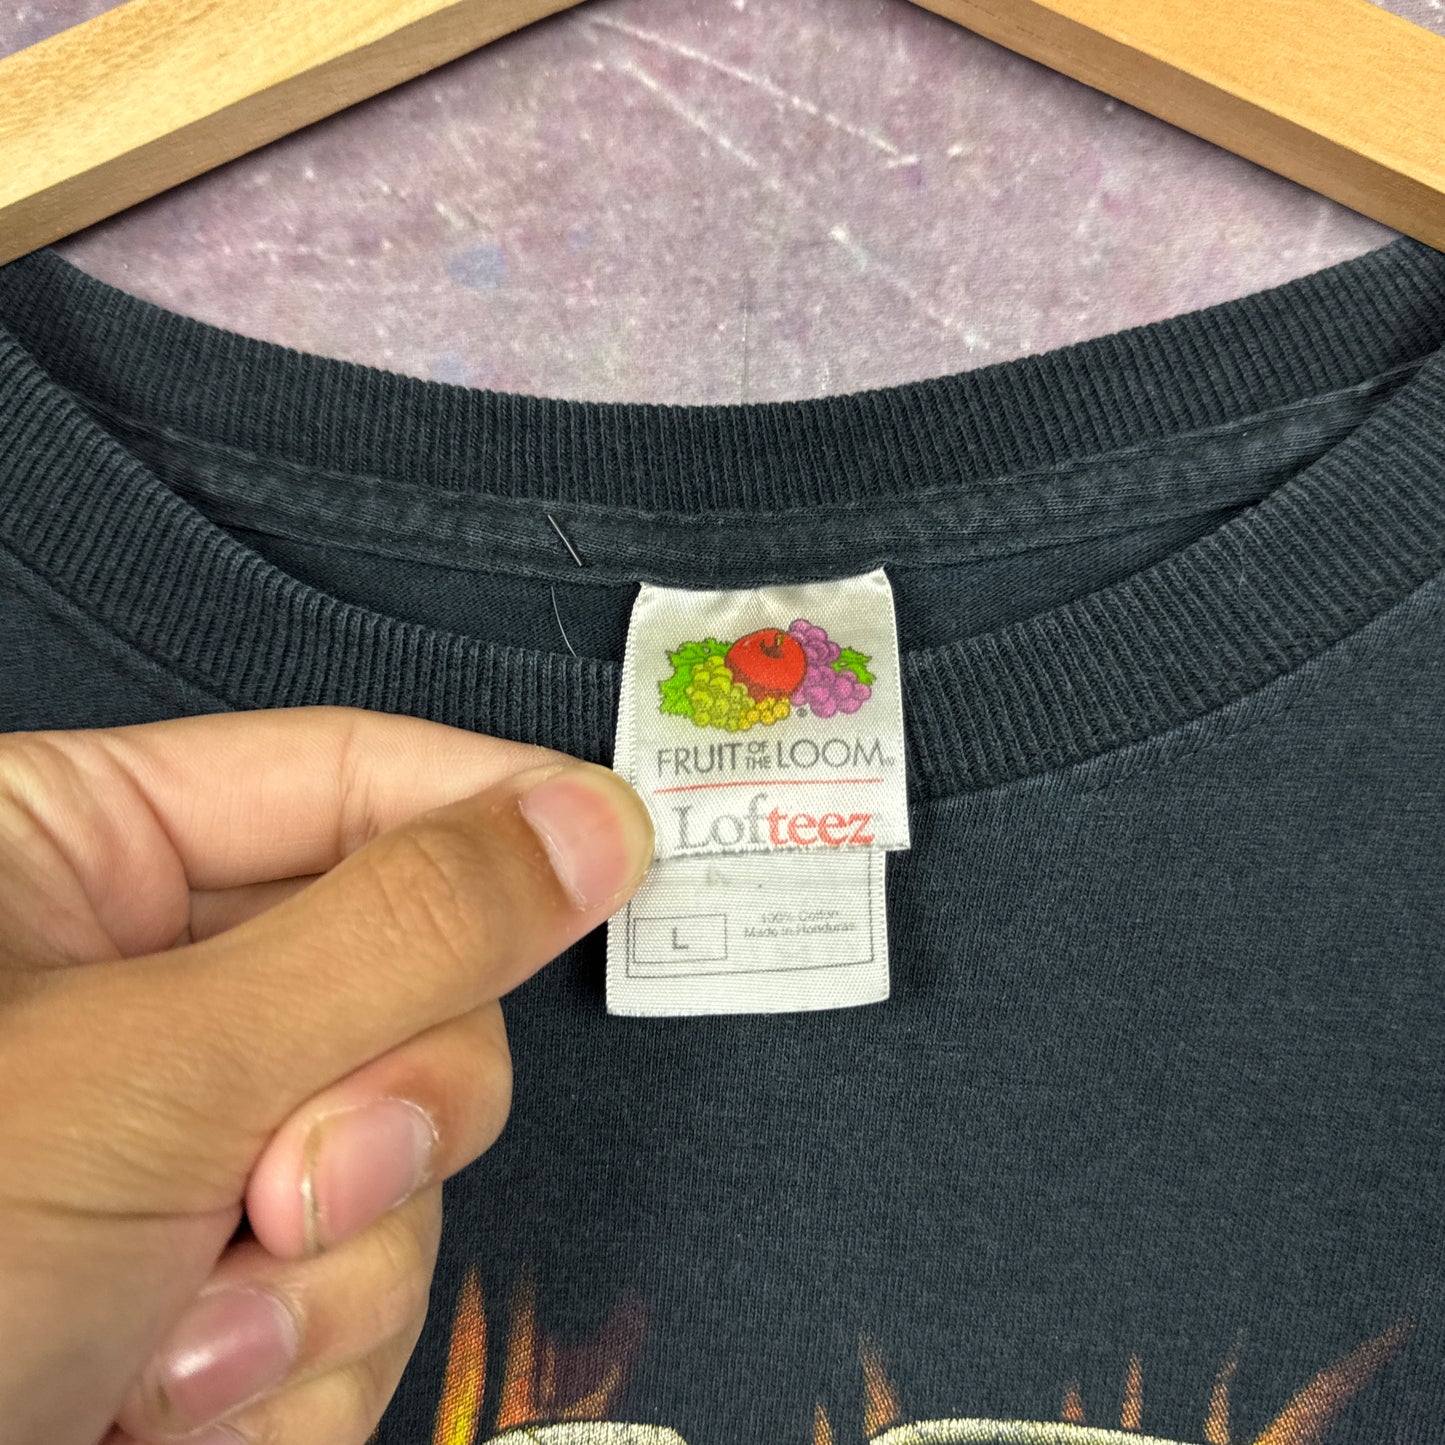 FRUIT OF THE LOOM
Lofteez
L
100% Cotton
Made in Honduras